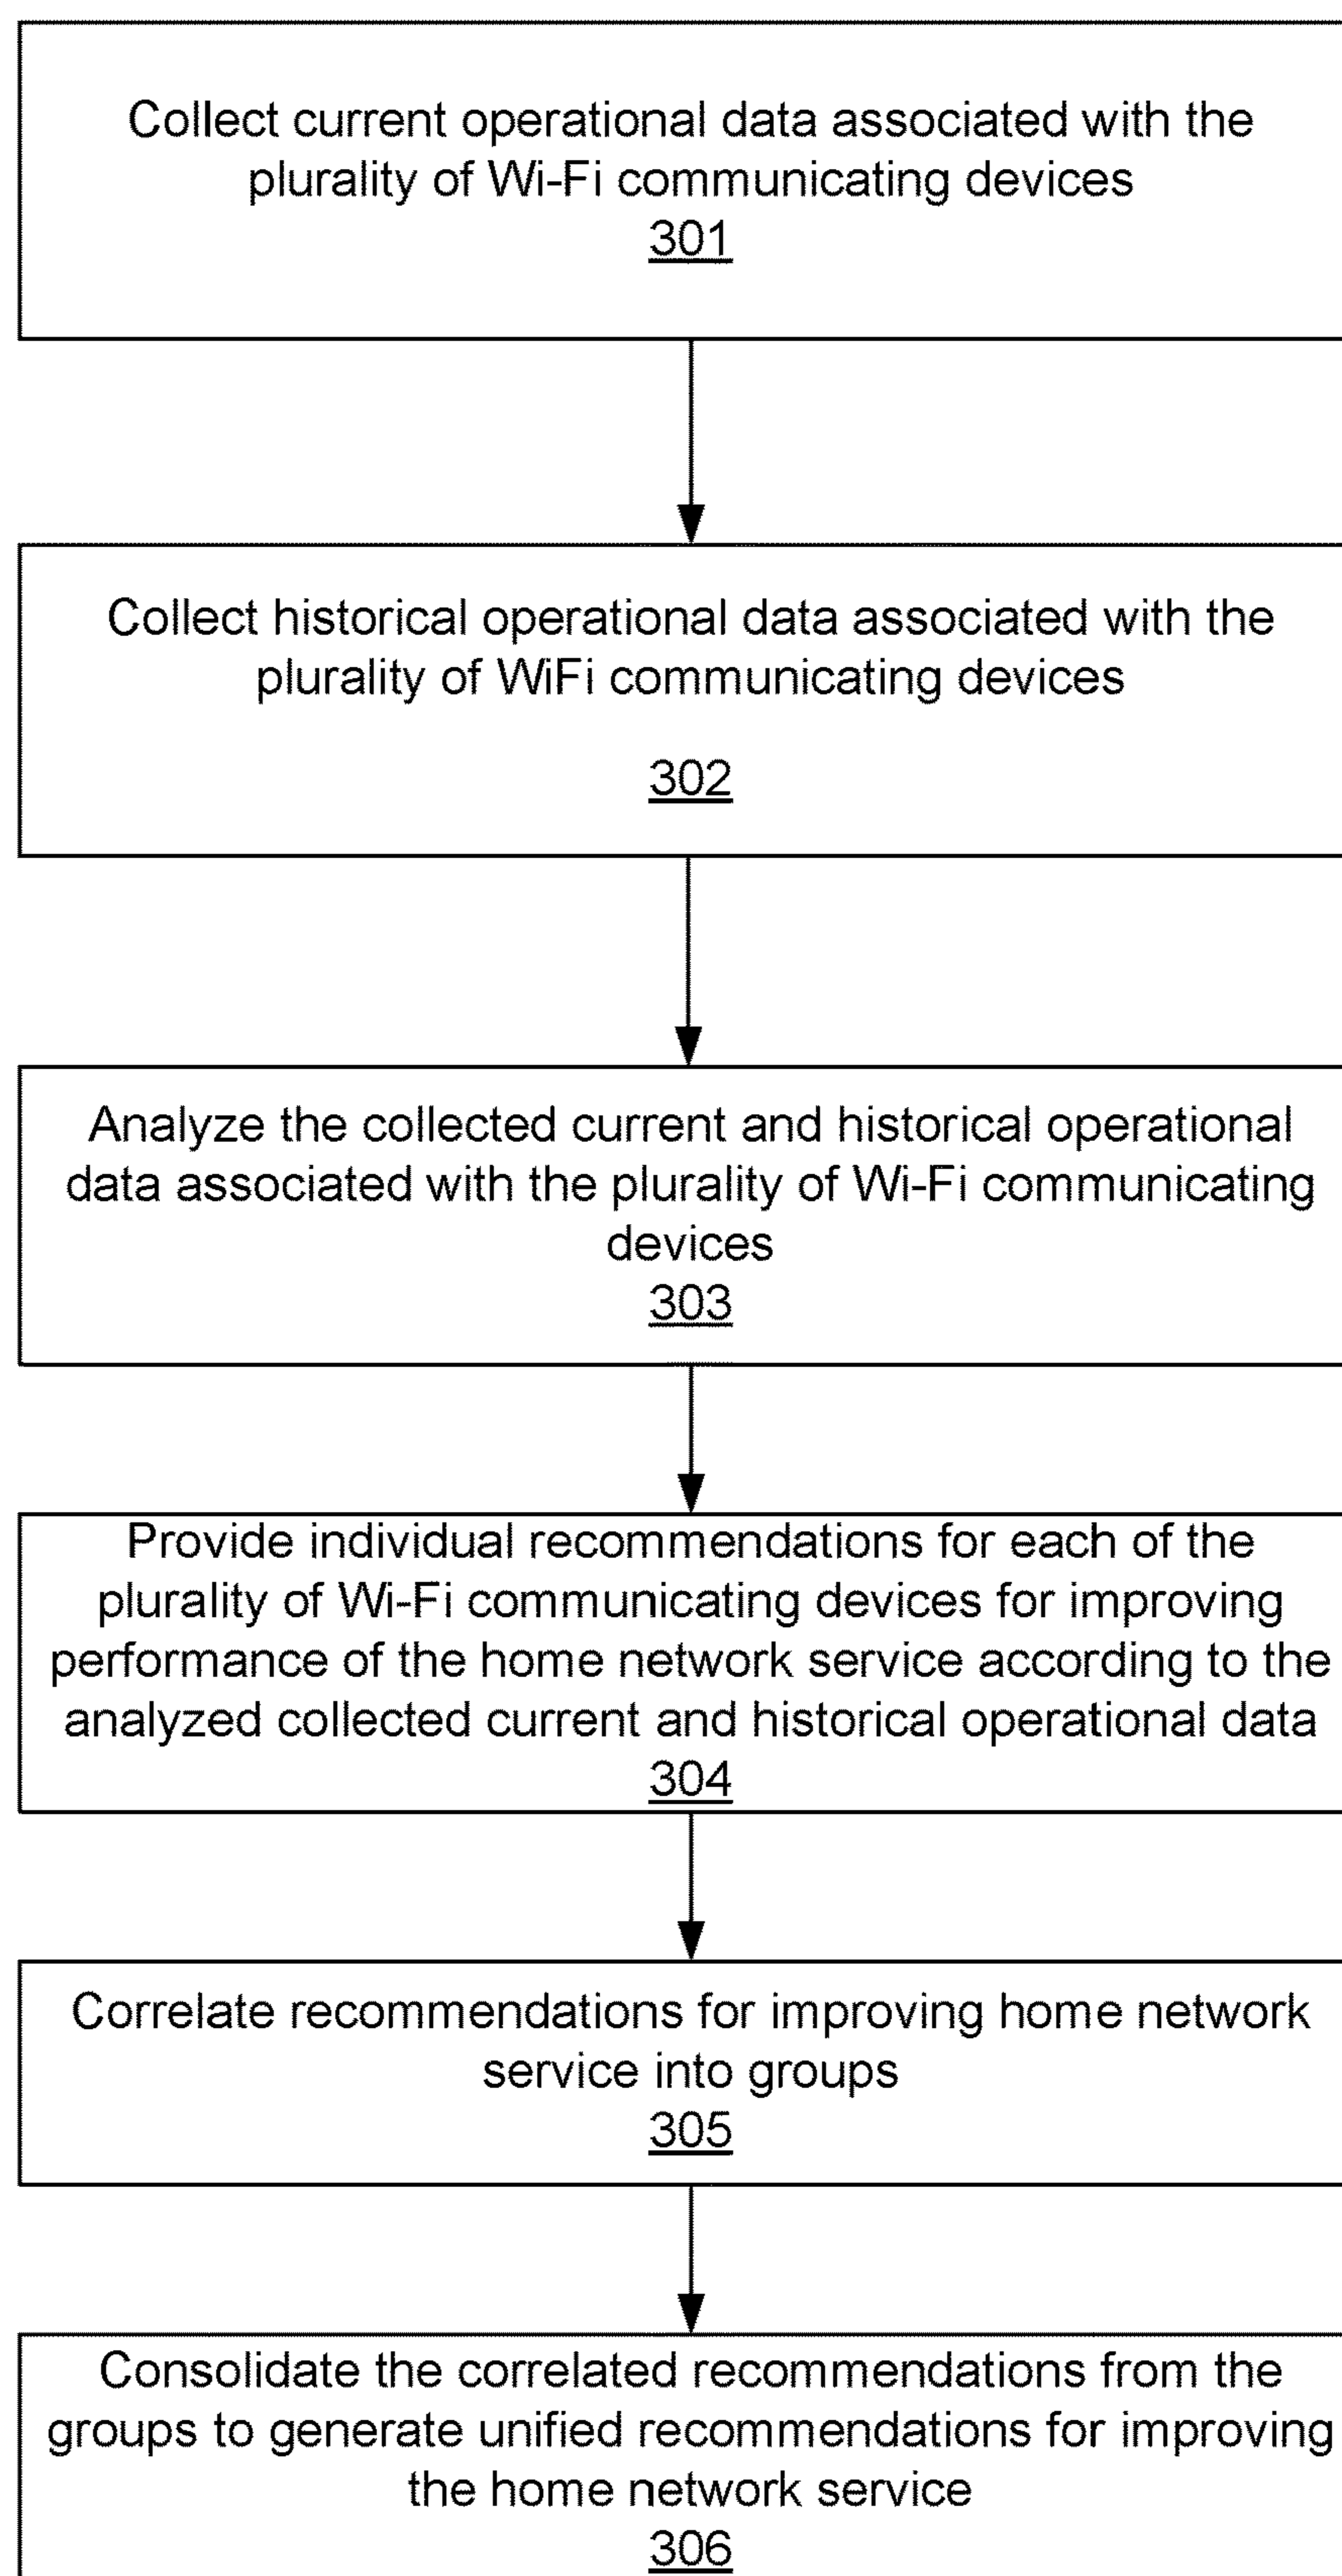 Collect current operational data associated with the
plurality of Wi-Fi communicating devices
301
Collect historical operational data associated with the
plurality of WiFi communicating devices
302
Analyze the collected current and historical operational
data associated with the plurality of Wi-Fi communicating
devices
303
Provide individual recommendations for each of the
plurality of Wi-Fi communicating devices for improving
performance of the home network service according to the
analyzed collected current and historical operational data
304
Correlate recommendations for improving home network
service into groups
305
Consolidate the correlated recommendations from the
groups to generate unified recommendations for improving
the home network service
306